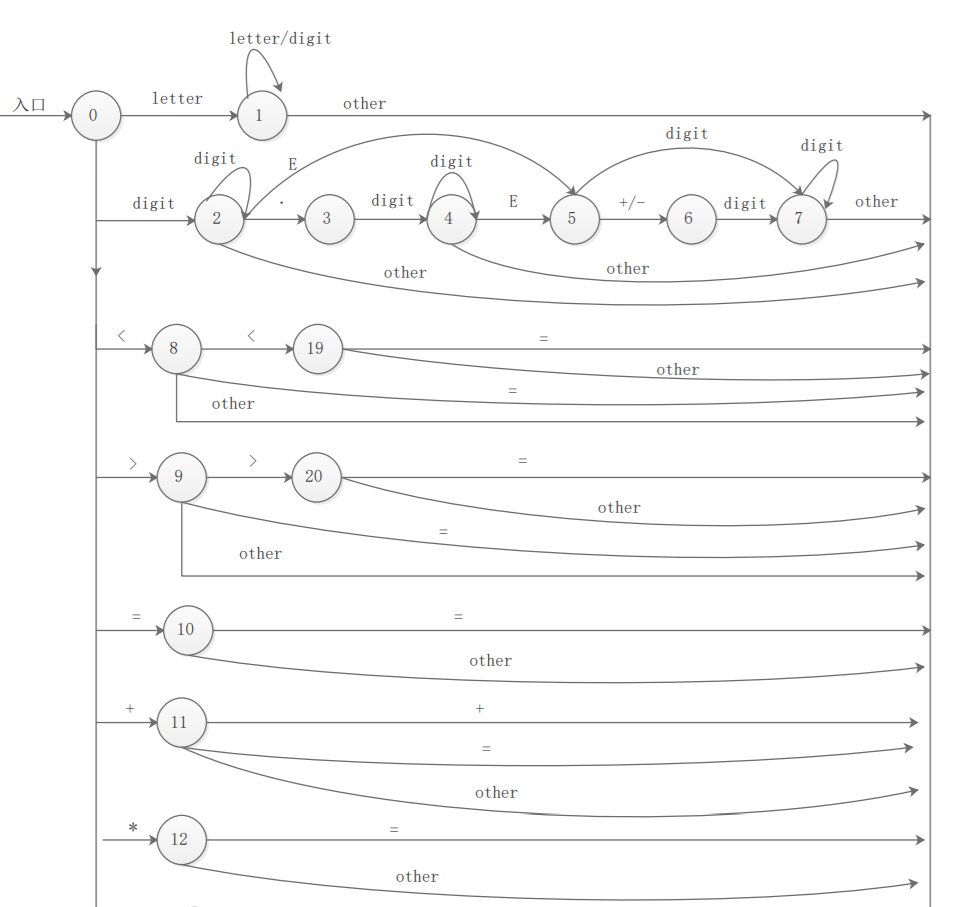 letter/digit
入口
0
letter
1
other
digit
2
digit
E
.
3
digit
4
digit
E
5
digit
+/-
6
digit
7
digit
other
other
other
<
8
<
19
=
other
=
other
>
9
>
20
=
other
=
other
=
10
=
other
+
11
+
=
other
*
12
=
other